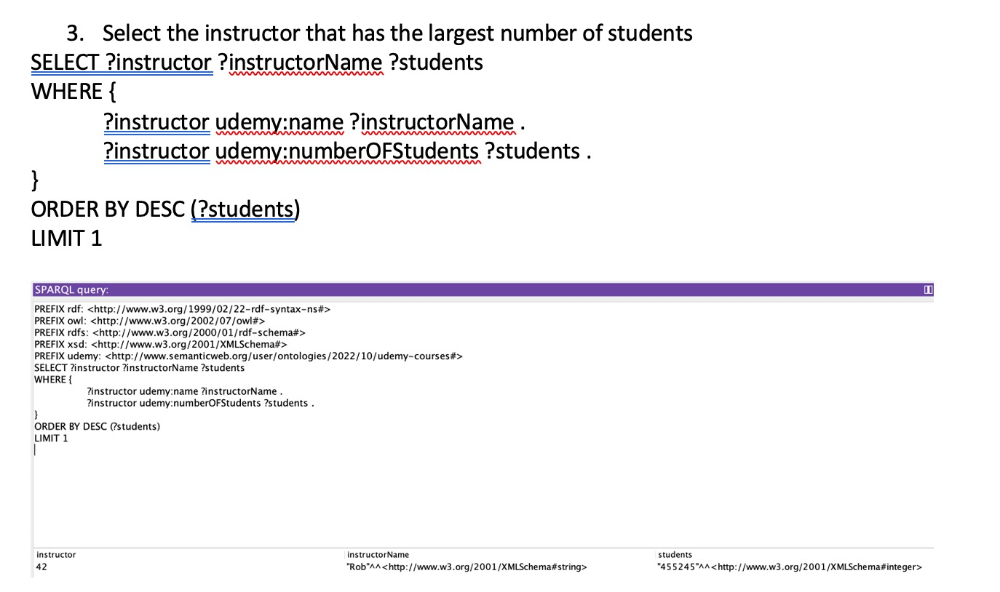 3. Select the instructor that has the largest number of students
SELECT ?instructor ?instructorName ?students
WHERE {
?instructor udemy:name ?instructorName .
?instructor udemy:numberOFStudents ?students .
}
ORDER BY DESC (?students)
LIMIT 1
SPARQL query:
PREFIX rdf: <http://www.w3.org/1999/02/22-rdf-syntax-ns#>
PREFIX owl: <http://www.w3.org/2002/07/owl#>
PREFIX rdfs: <http://www.w3.org/2000/01/rdf-schema#>
PREFIX xsd: <http://www.w3.org/2001/XMLSchema#>
PREFIX udemy: <http://www.semanticweb.org/user/ontologies/2022/10/udemy-courses#>
SELECT ?instructor ?instructorName ?students
WHERE {
?instructor udemy:name ?instructorName .
?instructor udemy:numberOFStudents ?students .
}
ORDER BY DESC (?students)
LIMIT 1
instructor instructorName students
42 "Rob"^^<http://www.w3.org/2001/XMLSchema#string> "455245"^^<http://www.w3.org/2001/XMLSchema#integer>